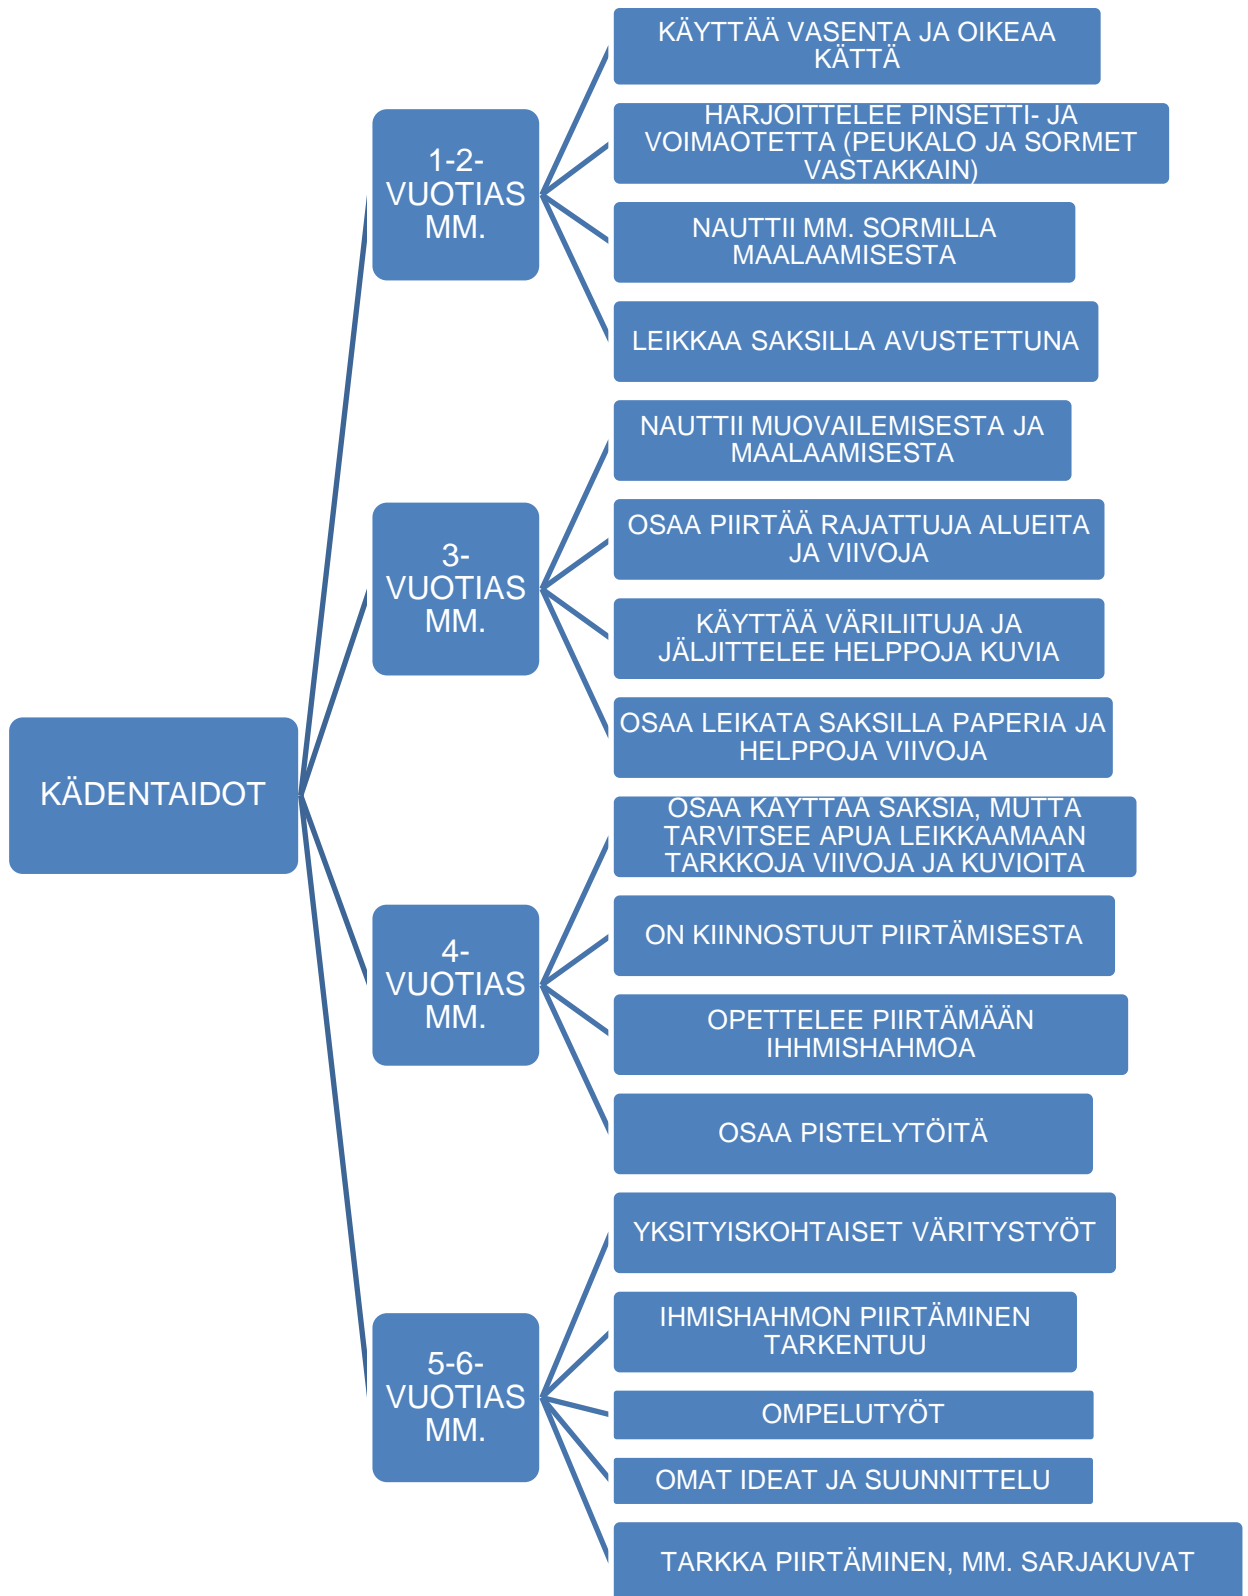 KÄDENTAIDOT
1-2-
VUOTIAS
MM.
KÄYTTÄÄ VASENTA JA OIKEAA
KÄTTÄ
HARJOITTELEE PINSETTI- JA
VOIMAOTETTA (PEUKALO JA SORMET
VASTAKKAIN)
NAUTTII MM. SORMILLA
MAALAAMISESTA
LEIKKAA SAKSILLA AVUSTETTUNA
3-
VUOTIAS
MM.
NAUTTII MUOVAILEMISESTA JA
MAALAAMISESTA
OSAA PIIRTÄÄ RAJATTUJA ALUEITA
JA VIIVOJA
KÄYTTÄÄ VÄRILIITUJA JA
JÄLJITTELEE HELPPOJA KUVIA
OSAA LEIKATA SAKSILLA PAPERIA JA
HELPPOJA VIIVOJA
4-
VUOTIAS
MM.
OSAA KÄYTTÄÄ SAKSIA, MUTTA
TARVITSEE APUA LEIKKAAMAAN
TARKKOJA VIIVOJA JA KUVIOITA
ON KIINNOSTUUT PIIRTÄMISESTA
OPETTELEE PIIRTÄMÄÄN
IHHMISHAHMOA
OSAA PISTELYTÖITÄ
5-6-
VUOTIAS
MM.
YKSITYISKOHTAISET VÄRITYSTYÖT
IHMISHAHMON PIIRTÄMINEN
TARKENTUU
OMPELUTYÖT
OMAT IDEAT JA SUUNNITTELU
TARKKA PIIRTÄMINEN, MM. SARJAKUVAT